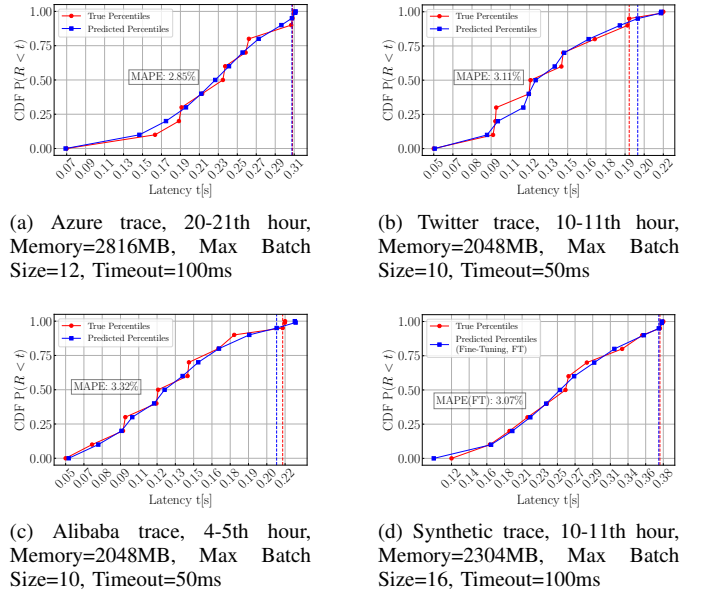 CDF P(R < t)
1.00
0.75
0.50
0.25
0.00
True Percentiles
Predicted Percentiles
MAPE: 2.85%
0.07 0.09 0.11 0.13 0.15 0.17 0.19 0.21 0.23 0.25 0.27 0.29 0.31
Latency t[s]
(a) Azure trace, 20-21th hour,
Memory=2816MB, Max Batch
Size=12, Timeout=100ms
CDF P(R < t)
1.00
0.75
0.50
0.25
0.00
True Percentiles
Predicted Percentiles
MAPE: 3.11%
0.05 0.06 0.08 0.09 0.11 0.12 0.14 0.15 0.16 0.18 0.19 0.20 0.22
Latency t[s]
(b) Twitter trace, 10-11th hour,
Memory=2048MB, Max Batch
Size=10, Timeout=50ms
CDF P(R < t)
1.00
0.75
0.50
0.25
0.00
True Percentiles
Predicted Percentiles
MAPE: 3.32%
0.05 0.07 0.08 0.09 0.11 0.12 0.13 0.15 0.16 0.17 0.19 0.20 0.22
Latency t[s]
(c) Alibaba trace, 4-5th hour,
Memory=2048MB, Max Batch
Size=10, Timeout=50ms
CDF P(R < t)
1.00
0.75
0.50
0.25
0.00
True Percentiles
Predicted Percentiles
(Fine-Tuning, FT)
MAPE(FT): 3.07%
0.12 0.14 0.16 0.18 0.21 0.23 0.25 0.27 0.29 0.31 0.34 0.36 0.38
Latency t[s]
(d) Synthetic trace, 10-11th hour,
Memory=2304MB, Max Batch
Size=16, Timeout=100ms